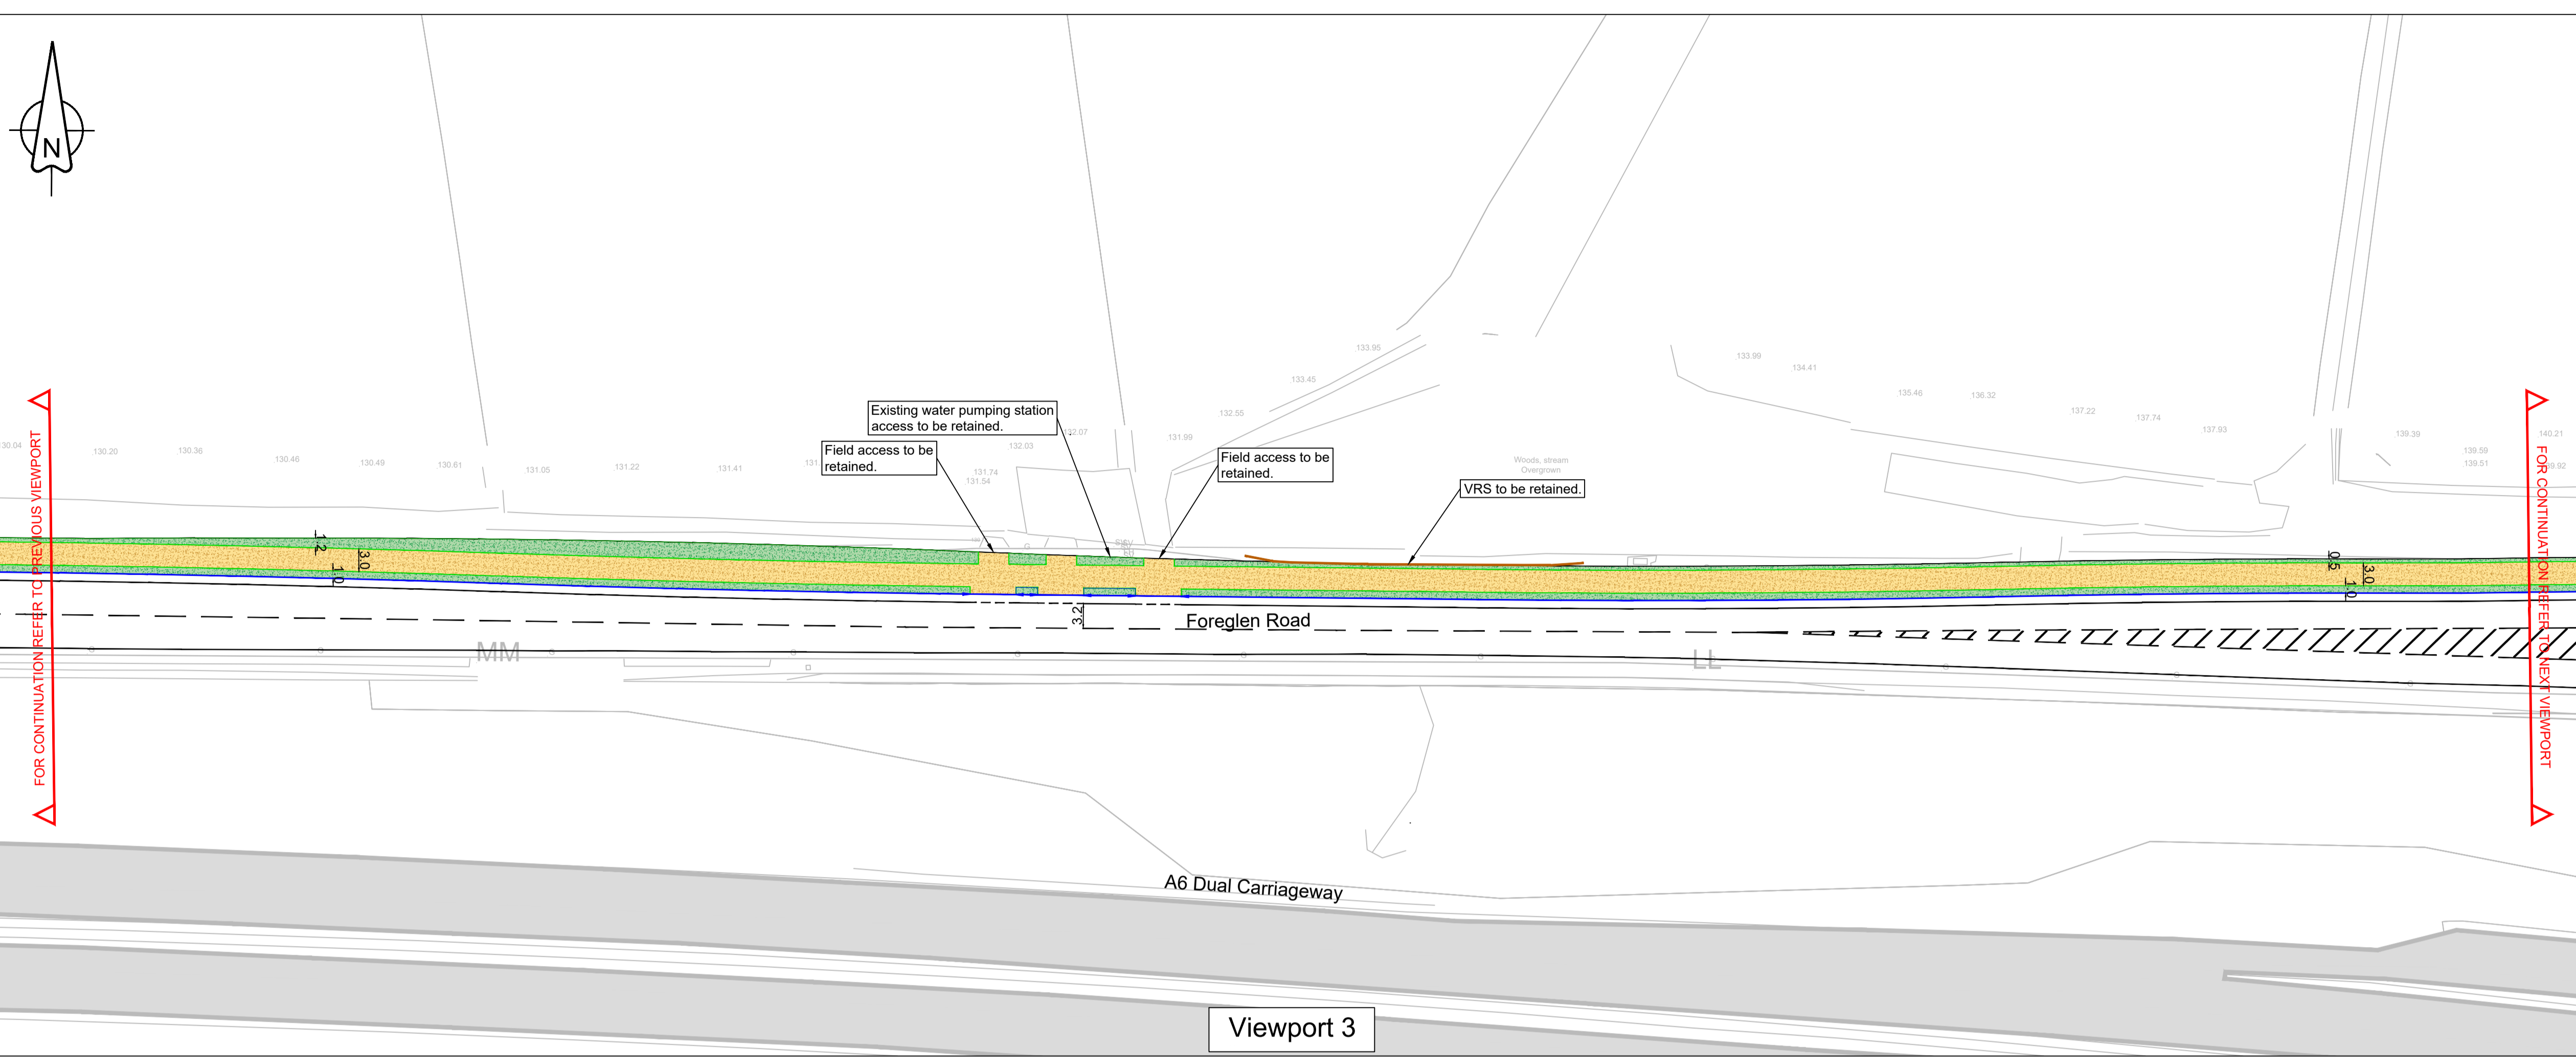 N
133.95
133.99
134.41
133.45
135.46
136.32
132.55
137.22
137.74
137.93
Existing water pumping station
access to be retained.
132.07
132.03
131.99
139.39
140.21
130.04
130.20
130.36
130.46
130.49
130.61
131.05
131.22
131.41
131.74
131.54
139.59
139.51
Field access to be
retained.
Field access to be
retained.
Woods, stream
Overgrown
VRS to be retained.
FOR CONTINUATION REFER TO PREVIOUS VIEWPORT
FOR CONTINUATION REFER TO NEXT VIEWPORT
1.2
3.0
1.0
0.5
3.0
1.0
3.2
Foreglen Road
MM
LL
G
G
G
G
G
G
G
G
G
G
G
A6 Dual Carriageway
Viewport 3